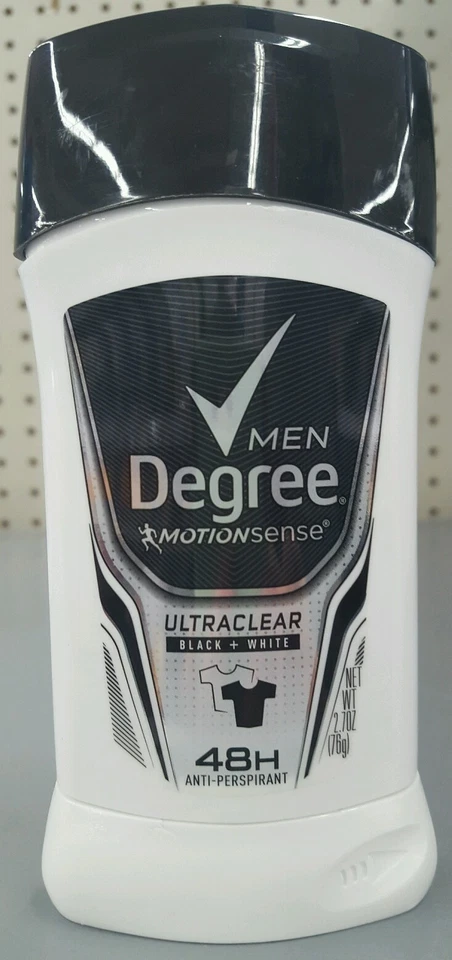 MEN
Degree®
MOTIONsense®
ULTRACLEAR
BLACK + WHITE
NET
WT
2.7OZ
(76g)
48H
ANTI-PERSPIRANT